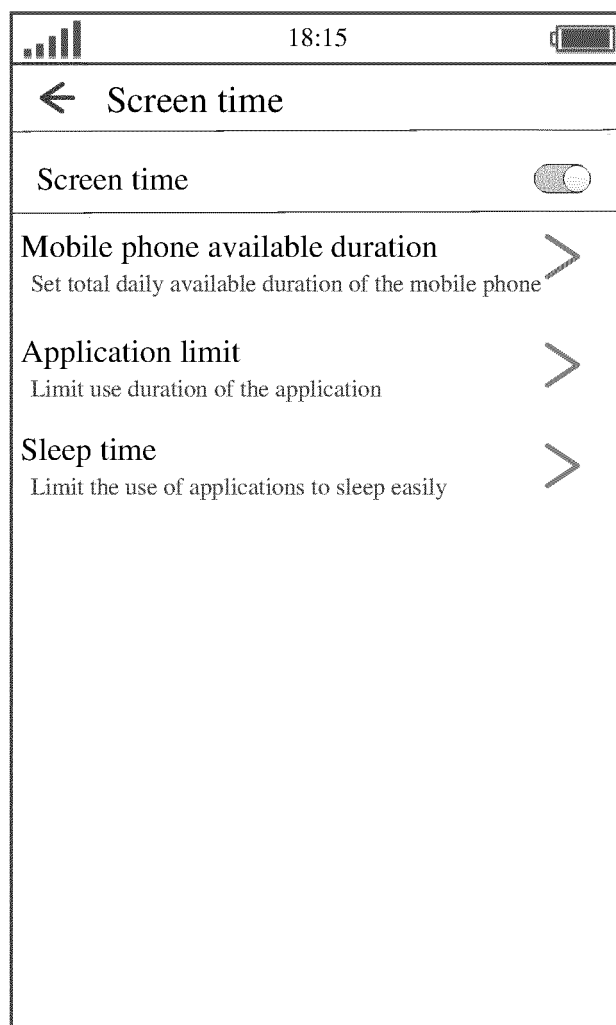 18:15
Screen time
Screen time
Mobile phone available duration
Set total daily available duration of the mobile phone
Application limit
Limit use duration of the application
Sleep time
Limit the use of applications to sleep easily